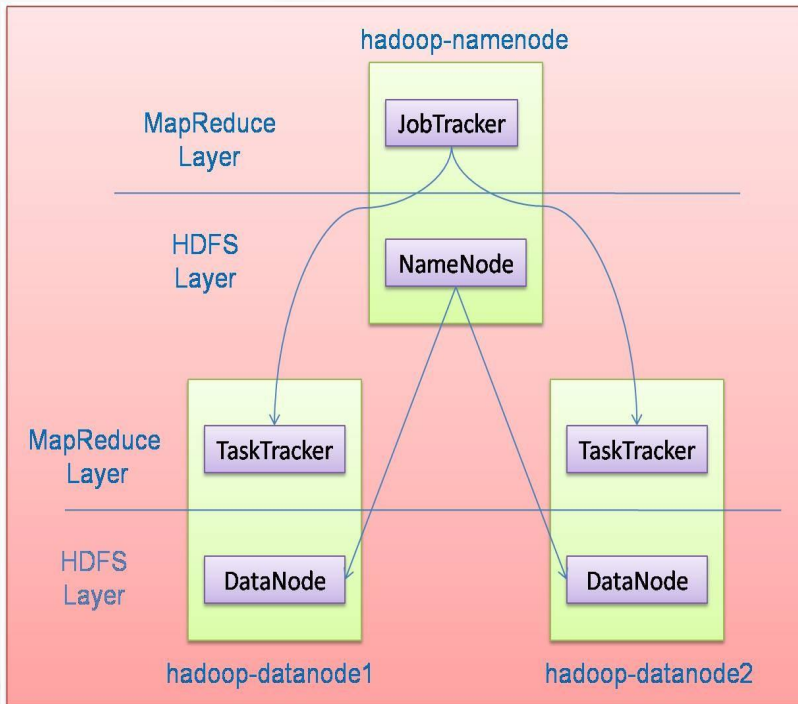 hadoop-namenode
JobTracker
MapReduce
Layer
HDFS
Layer
NameNode
MapReduce
Layer
TaskTracker
TaskTracker
HDFS
Layer
DataNode
DataNode
hadoop-datanode1
hadoop-datanode2